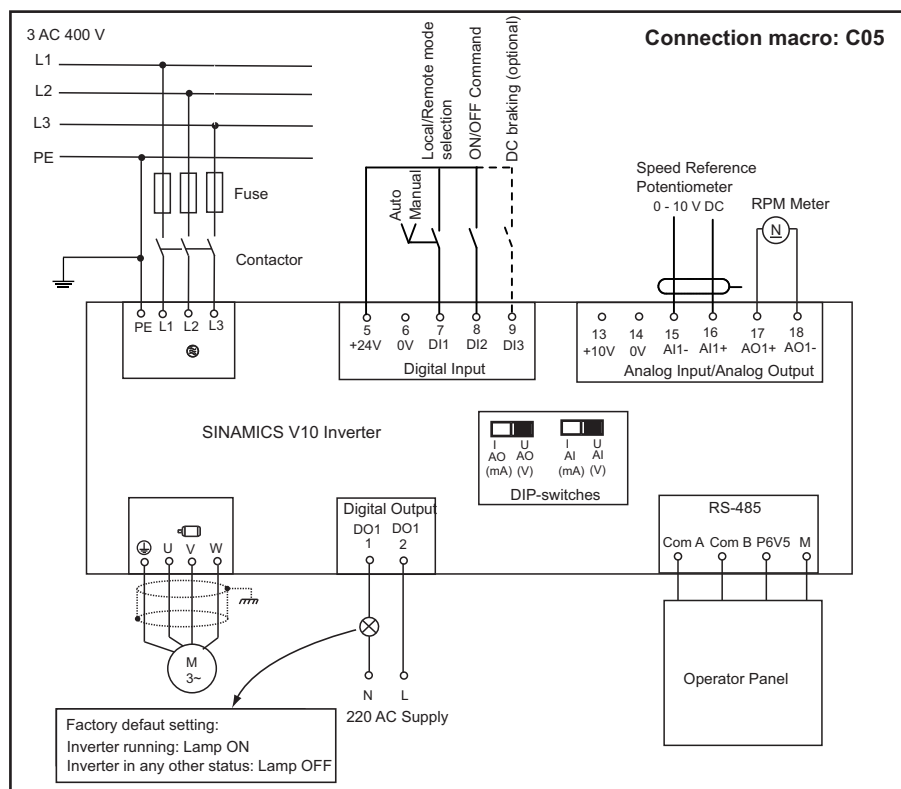 Connection macro: C05
3 AC 400 V
L1
L2
L3
PE
Fuse
Contactor
Auto
Manual
Local/Remote mode
selection
ON/OFF Command
DC braking (optional)
Speed Reference
Potentiometer
0 - 10 V DC
RPM Meter
N
PE L1 L2 L3
5 6 7 8 9
+24V 0V DI1 DI2 DI3
Digital Input
13 14 15 16 17 18
+10V 0V AI1- AI1+ AO1+ AO1-
Analog Input/Analog Output
SINAMICS V10 Inverter
I U I U
AO AO AI AI
(mA) (V) (mA) (V)
DIP-switches
U V W
Digital Output
DO1 DO1
1 2
RS-485
Com A Com B P6V5 M
M
3~
N L
220 AC Supply
Operator Panel
Factory defaut setting:
Inverter running: Lamp ON
Inverter in any other status: Lamp OFF